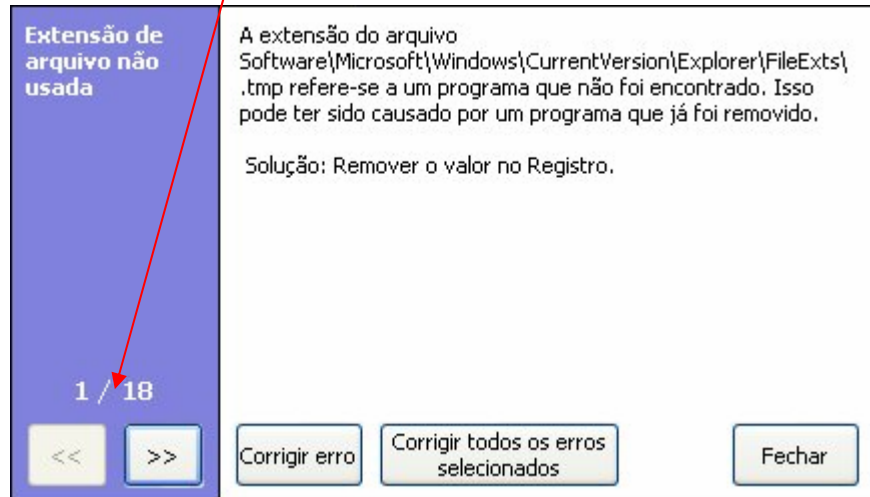 Extensão de
arquivo não
usada
A extensão do arquivo
Software\Microsoft\Windows\CurrentVersion\Explorer\FileExts\
.tmp refere-se a um programa que não foi encontrado. Isso
pode ter sido causado por um programa que já foi removido.
Solução: Remover o valor no Registro.
1 / 18
<<
>>
Corrigir erro
Corrigir todos os erros
selecionados
Fechar